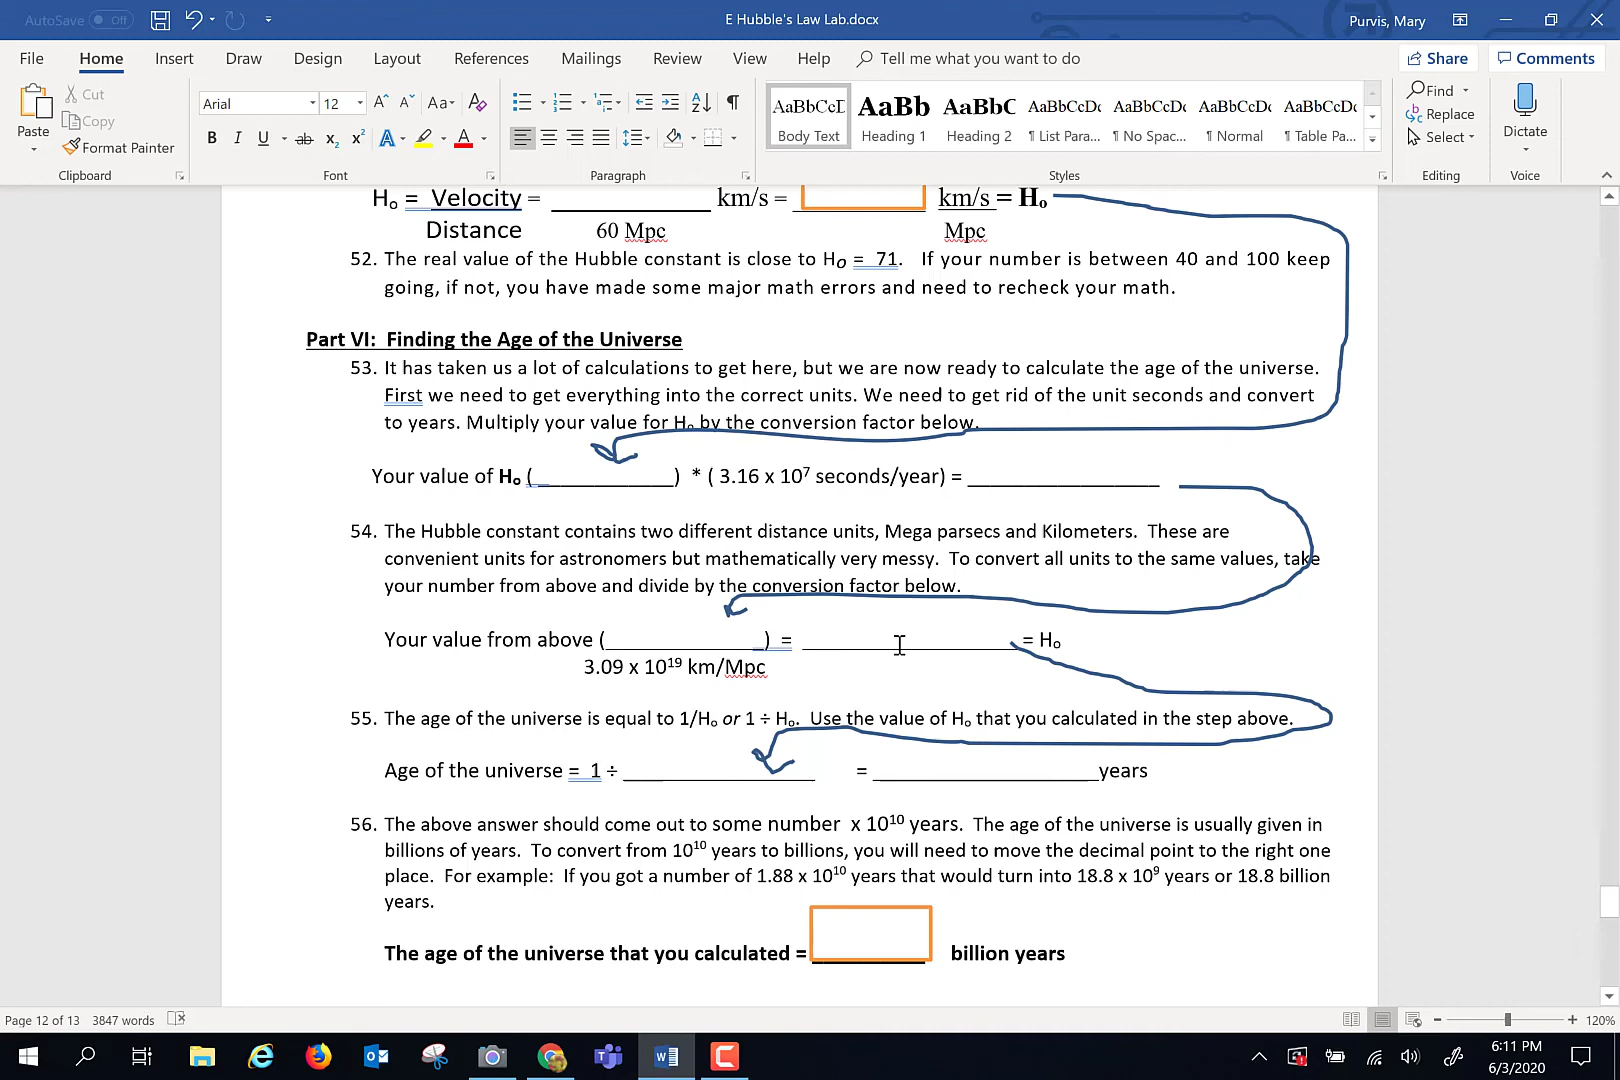 AutoSave Off E Hubble's Law Lab.docx Purvis, Mary
File Home Insert Draw Design Layout References Mailings Review View Help Tell me what you want to do Share Comments
Paste Cut Copy Format Painter Clipboard
Arial 12 Font
Paragraph
AaBbCcD AaBb AaBbC AaBbCcDc AaBbCcDc AaBbCcDc AaBbCcDc
Body Text Heading 1 Heading 2 ¶ List Para... ¶ No Spac... ¶ Normal ¶ Table Pa...
Styles
Find Replace Select Editing
Dictate Voice
Hₒ = Velocity = ____________ km/s = ____________ km/s = Hₒ
Distance 60 Mpc Mpc
52. The real value of the Hubble constant is close to Hₒ = 71. If your number is between 40 and 100 keep
going, if not, you have made some major math errors and need to recheck your math.
Part VI: Finding the Age of the Universe
53. It has taken us a lot of calculations to get here, but we are now ready to calculate the age of the universe.
First we need to get everything into the correct units. We need to get rid of the unit seconds and convert
to years. Multiply your value for Hₒ by the conversion factor below.
Your value of Hₒ (____________) * ( 3.16 x 10⁷ seconds/year) = ________________
54. The Hubble constant contains two different distance units, Mega parsecs and Kilometers. These are
convenient units for astronomers but mathematically very messy. To convert all units to the same values, take
your number from above and divide by the conversion factor below.
Your value from above (______________) = __________________ = Hₒ
3.09 x 10¹⁹ km/Mpc
55. The age of the universe is equal to 1/Hₒ or 1 ÷ Hₒ. Use the value of Hₒ that you calculated in the step above.
Age of the universe = 1 ÷ ________________ = ___________________years
56. The above answer should come out to some number x 10¹⁰ years. The age of the universe is usually given in
billions of years. To convert from 10¹⁰ years to billions, you will need to move the decimal point to the right one
place. For example: If you got a number of 1.88 x 10¹⁰ years that would turn into 18.8 x 10⁹ years or 18.8 billion
years.
The age of the universe that you calculated = __________ billion years
Page 12 of 13 3847 words 120%
6:11 PM
6/3/2020